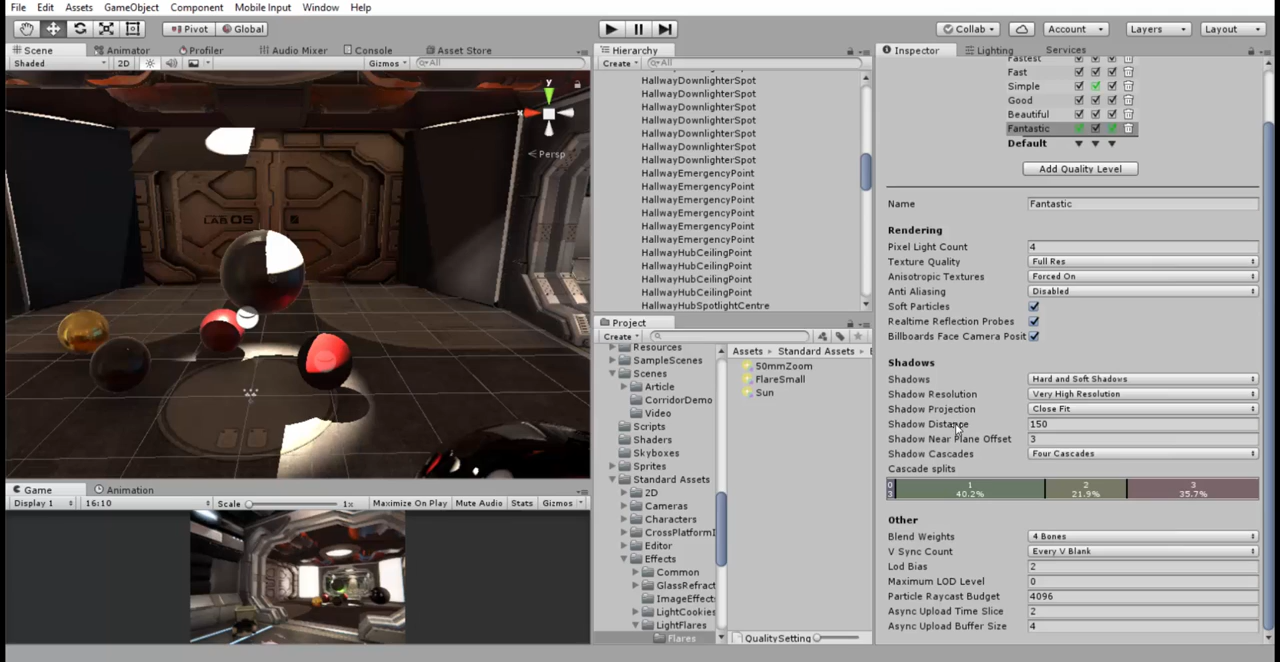 File Edit Assets GameObject Component Mobile Input Window Help
Pivot Global Collab Account Layers Layout
Scene Animator Profiler Audio Mixer Console Asset Store
Shaded 2D Gizmos All
y
x
Persp
LAB 05
Game Animation
Display 1 16:10 Scale 1x Maximize On Play Mute Audio Stats Gizmos
Hierarchy
Create All
HallwayDownlighterSpot
HallwayDownlighterSpot
HallwayDownlighterSpot
HallwayDownlighterSpot
HallwayDownlighterSpot
HallwayDownlighterSpot
HallwayDownlighterSpot
HallwayEmergencyPoint
HallwayEmergencyPoint
HallwayEmergencyPoint
HallwayEmergencyPoint
HallwayEmergencyPoint
HallwayEmergencyPoint
HallwayHubCeilingPoint
HallwayHubCeilingPoint
HallwayHubCeilingPoint
HallwayHubCeilingPoint
HallwayHubSpotlightCentre
Project
Create
Resources
SampleScenes
Scenes
Article
CorridorDemo
Video
Scripts
Shaders
Skyboxes
Sprites
Standard Assets
2D
Cameras
Characters
CrossPlatformI
Editor
Effects
Common
GlassRefract
ImageEffect
LightCookies
LightFlares
Flares
Assets Standard Assets
50mmZoom
FlareSmall
Sun
QualitySetting
Inspector Lighting Services
Fastest
Fast
Simple
Good
Beautiful
Fantastic
Default
Add Quality Level
Name Fantastic
Rendering
Pixel Light Count 4
Texture Quality Full Res
Anisotropic Textures Forced On
Anti Aliasing Disabled
Soft Particles
Realtime Reflection Probes
Billboards Face Camera Posit
Shadows
Shadows Hard and Soft Shadows
Shadow Resolution Very High Resolution
Shadow Projection Close Fit
Shadow Distance 150
Shadow Near Plane Offset 3
Shadow Cascades Four Cascades
Cascade splits
0 1 2 3
3 40.2% 21.9% 35.7%
Other
Blend Weights 4 Bones
V Sync Count Every V Blank
Lod Bias 2
Maximum LOD Level 0
Particle Raycast Budget 4096
Async Upload Time Slice 2
Async Upload Buffer Size 4